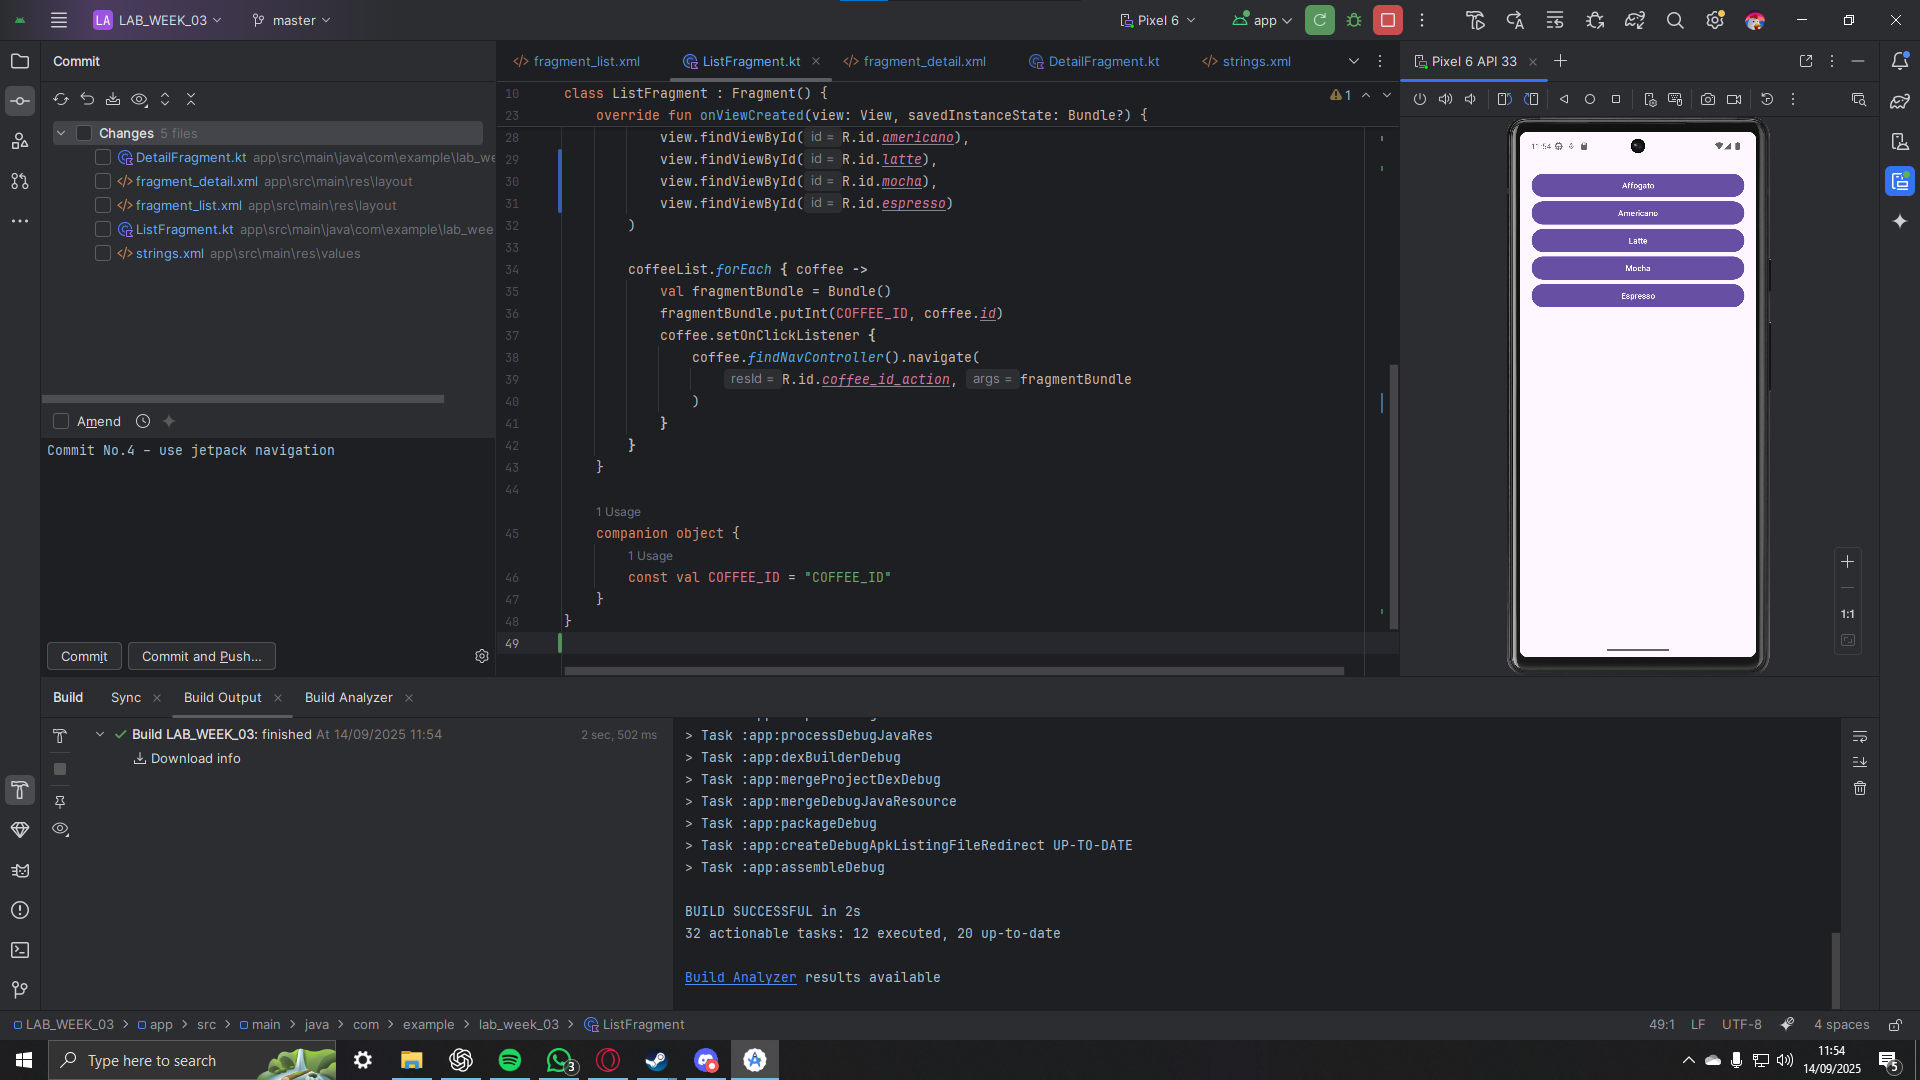 LA LAB_WEEK_03 master Pixel 6 app
Commit
Changes 5 files
DetailFragment.kt app\src\main\java\com\example\lab_we
fragment_detail.xml app\src\main\res\layout
fragment_list.xml app\src\main\res\layout
ListFragment.kt app\src\main\java\com\example\lab_wee
strings.xml app\src\main\res\values
Amend
Commit No.4 - use jetpack navigation
Commit Commit and Push...
fragment_list.xml ListFragment.kt fragment_detail.xml DetailFragment.kt strings.xml
10 class ListFragment : Fragment() {
1
23 override fun onViewCreated(view: View, savedInstanceState: Bundle?) {
28 view.findViewById( id = R.id.americano),
29 view.findViewById( id = R.id.latte),
30 view.findViewById( id = R.id.mocha),
31 view.findViewById( id = R.id.espresso)
32 )
33
34 coffeeList.forEach { coffee ->
35 val fragmentBundle = Bundle()
36 fragmentBundle.putInt(COFFEE_ID, coffee.id)
37 coffee.setOnClickListener {
38 coffee.findNavController().navigate(
39 resId = R.id.coffee_id_action, args = fragmentBundle
40 )
41 }
42 }
43 }
44
1 Usage
45 companion object {
1 Usage
46 const val COFFEE_ID = "COFFEE_ID"
47 }
48 }
49
Pixel 6 API 33
11:54
Affogato
Americano
Latte
Mocha
Espresso
1:1
Build Sync Build Output Build Analyzer
Build LAB_WEEK_03: finished At 14/09/2025 11:54 2 sec, 502 ms
Download info
> Task :app:processDebugJavaRes
> Task :app:dexBuilderDebug
> Task :app:mergeProjectDexDebug
> Task :app:mergeDebugJavaResource
> Task :app:packageDebug
> Task :app:createDebugApkListingFileRedirect UP-TO-DATE
> Task :app:assembleDebug
BUILD SUCCESSFUL in 2s
32 actionable tasks: 12 executed, 20 up-to-date
Build Analyzer results available
LAB_WEEK_03 > app > src > main > java > com > example > lab_week_03 > ListFragment
49:1 LF UTF-8 4 spaces
Type here to search
3
11:54
14/09/2025
5